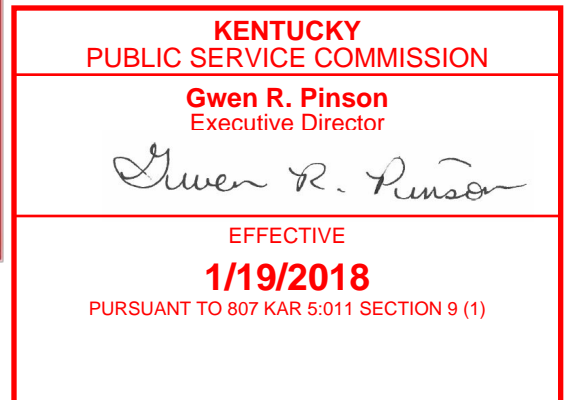 KENTUCKY
PUBLIC SERVICE COMMISSION
Gwen R. Pinson
Executive Director
Gwen R. Pinson
EFFECTIVE
1/19/2018
PURSUANT TO 807 KAR 5:011 SECTION 9 (1)